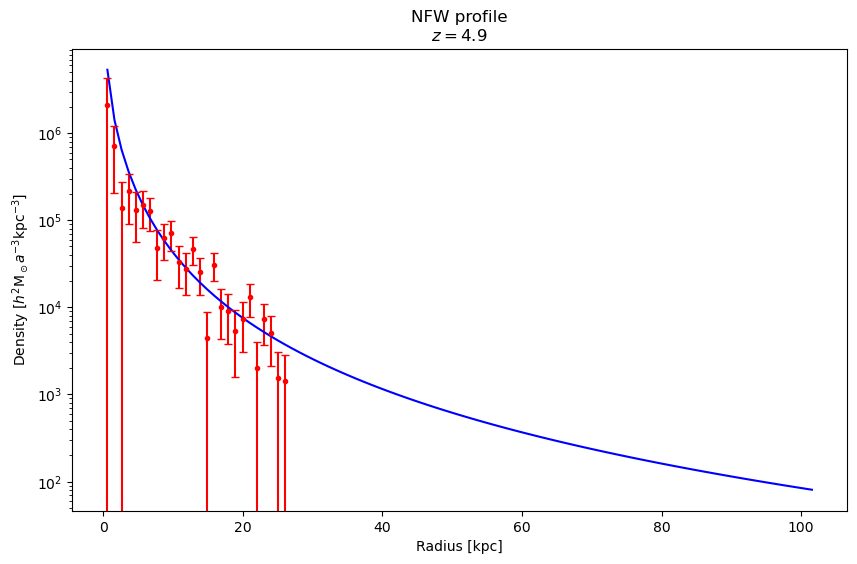 NFW profile
z = 4.9
Density [h²M⊙a⁻³kpc⁻³]
10⁶
10⁵
10⁴
10³
10²
0 20 40 60 80 100
Radius [kpc]